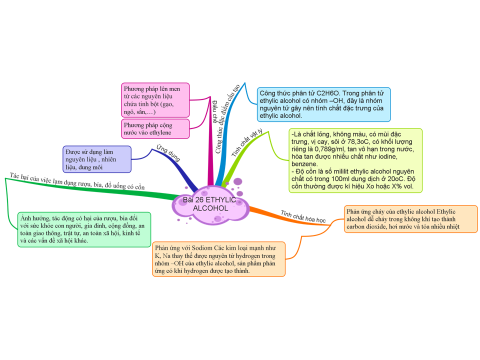 Bài 26 ETHYLIC
ALCOHOL
Công thức đặc điểm cấu tạo
Công thức phân tử C2H6O. Trong phân tử
ethylic alcohol có nhóm –OH, đây là nhóm
nguyên tử gây nên tính chất đặc trưng của
ethylic alcohol.
Tính chất vật lý
-Là chất lỏng, không màu, có mùi đặc
trưng, vị cay, sôi ở 78,3oC, có khối lượng
riêng là 0,789g/ml, tan vô hạn trong nước,
hòa tan được nhiều chất như iodine,
benzene.
- Độ cồn là số mililit ethylic alcohol nguyên
chất có trong 100ml dung dịch ở 20oC. Độ
cồn thường được kí hiệu Xo hoặc X% vol.
Tính chất hóa học
Phản ứng cháy của ethylic alcohol Ethylic
alcohol dễ cháy trong không khí tạo thành
carbon dioxide, hơi nước và tỏa nhiều nhiệt
Phản ứng với Sodium Các kim loại mạnh như
K, Na thay thế được nguyên tử hydrogen trong
nhóm –OH của ethylic alcohol, sản phẩm phản
ứng có khí hydrogen được tạo thành.
Tác hại của việc lạm dụng rượu, bia, đồ uống có cồn
Ảnh hưởng, tác động có hại của rượu, bia đối
với sức khỏe con người, gia đình, cộng đồng, an
toàn giao thông, trật tự, an toàn xã hội, kinh tế
và các vấn đề xã hội khác.
Ứng dụng
Được sử dụng làm
nguyên liệu , nhiên
liệu, dung môi
Điều chế
Phương pháp lên men
từ các nguyên liệu
chứa tinh bột (gạo,
ngô, sắn,…)
Phương pháp cộng
nước vào ethylene